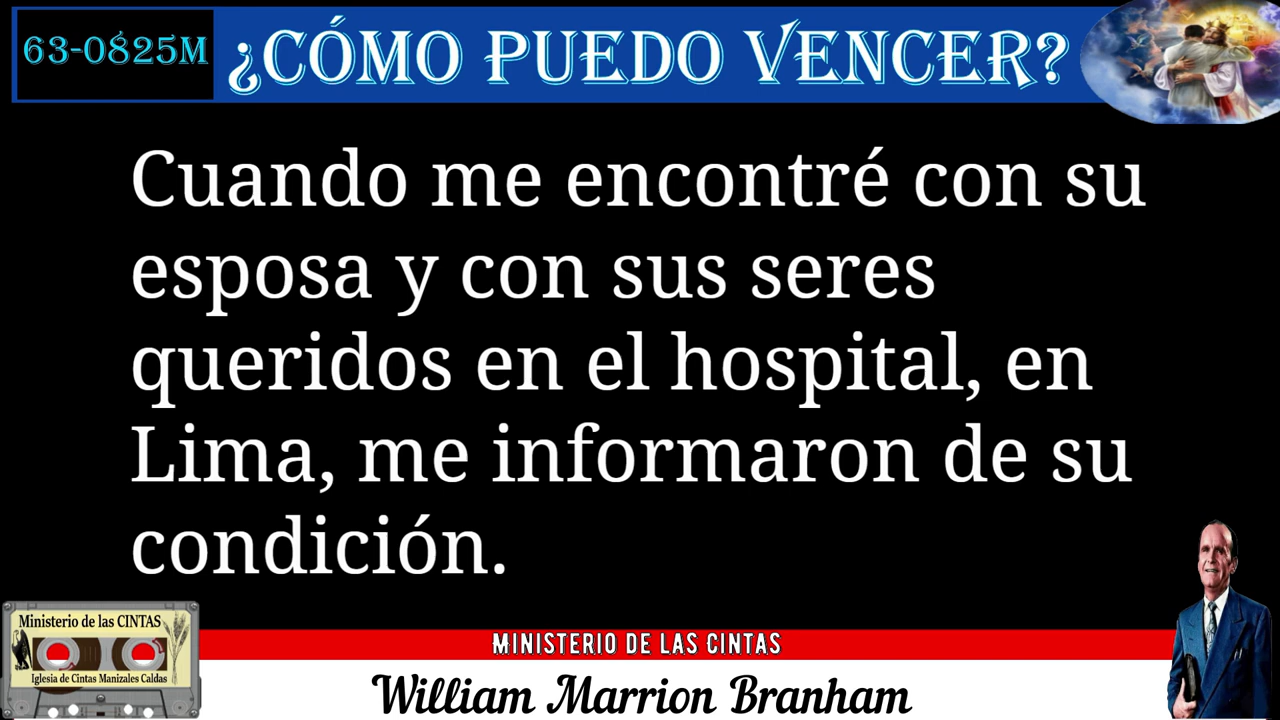 63-0825M
¿CÓMO PUEDO VENCER?
Cuando me encontré con su
esposa y con sus seres
queridos en el hospital, en
Lima, me informaron de su
condición.
Ministerio de las CINTAS
Iglesia de Cintas Manizales Caldas
MINISTERIO DE LAS CINTAS
William Marrion Branham